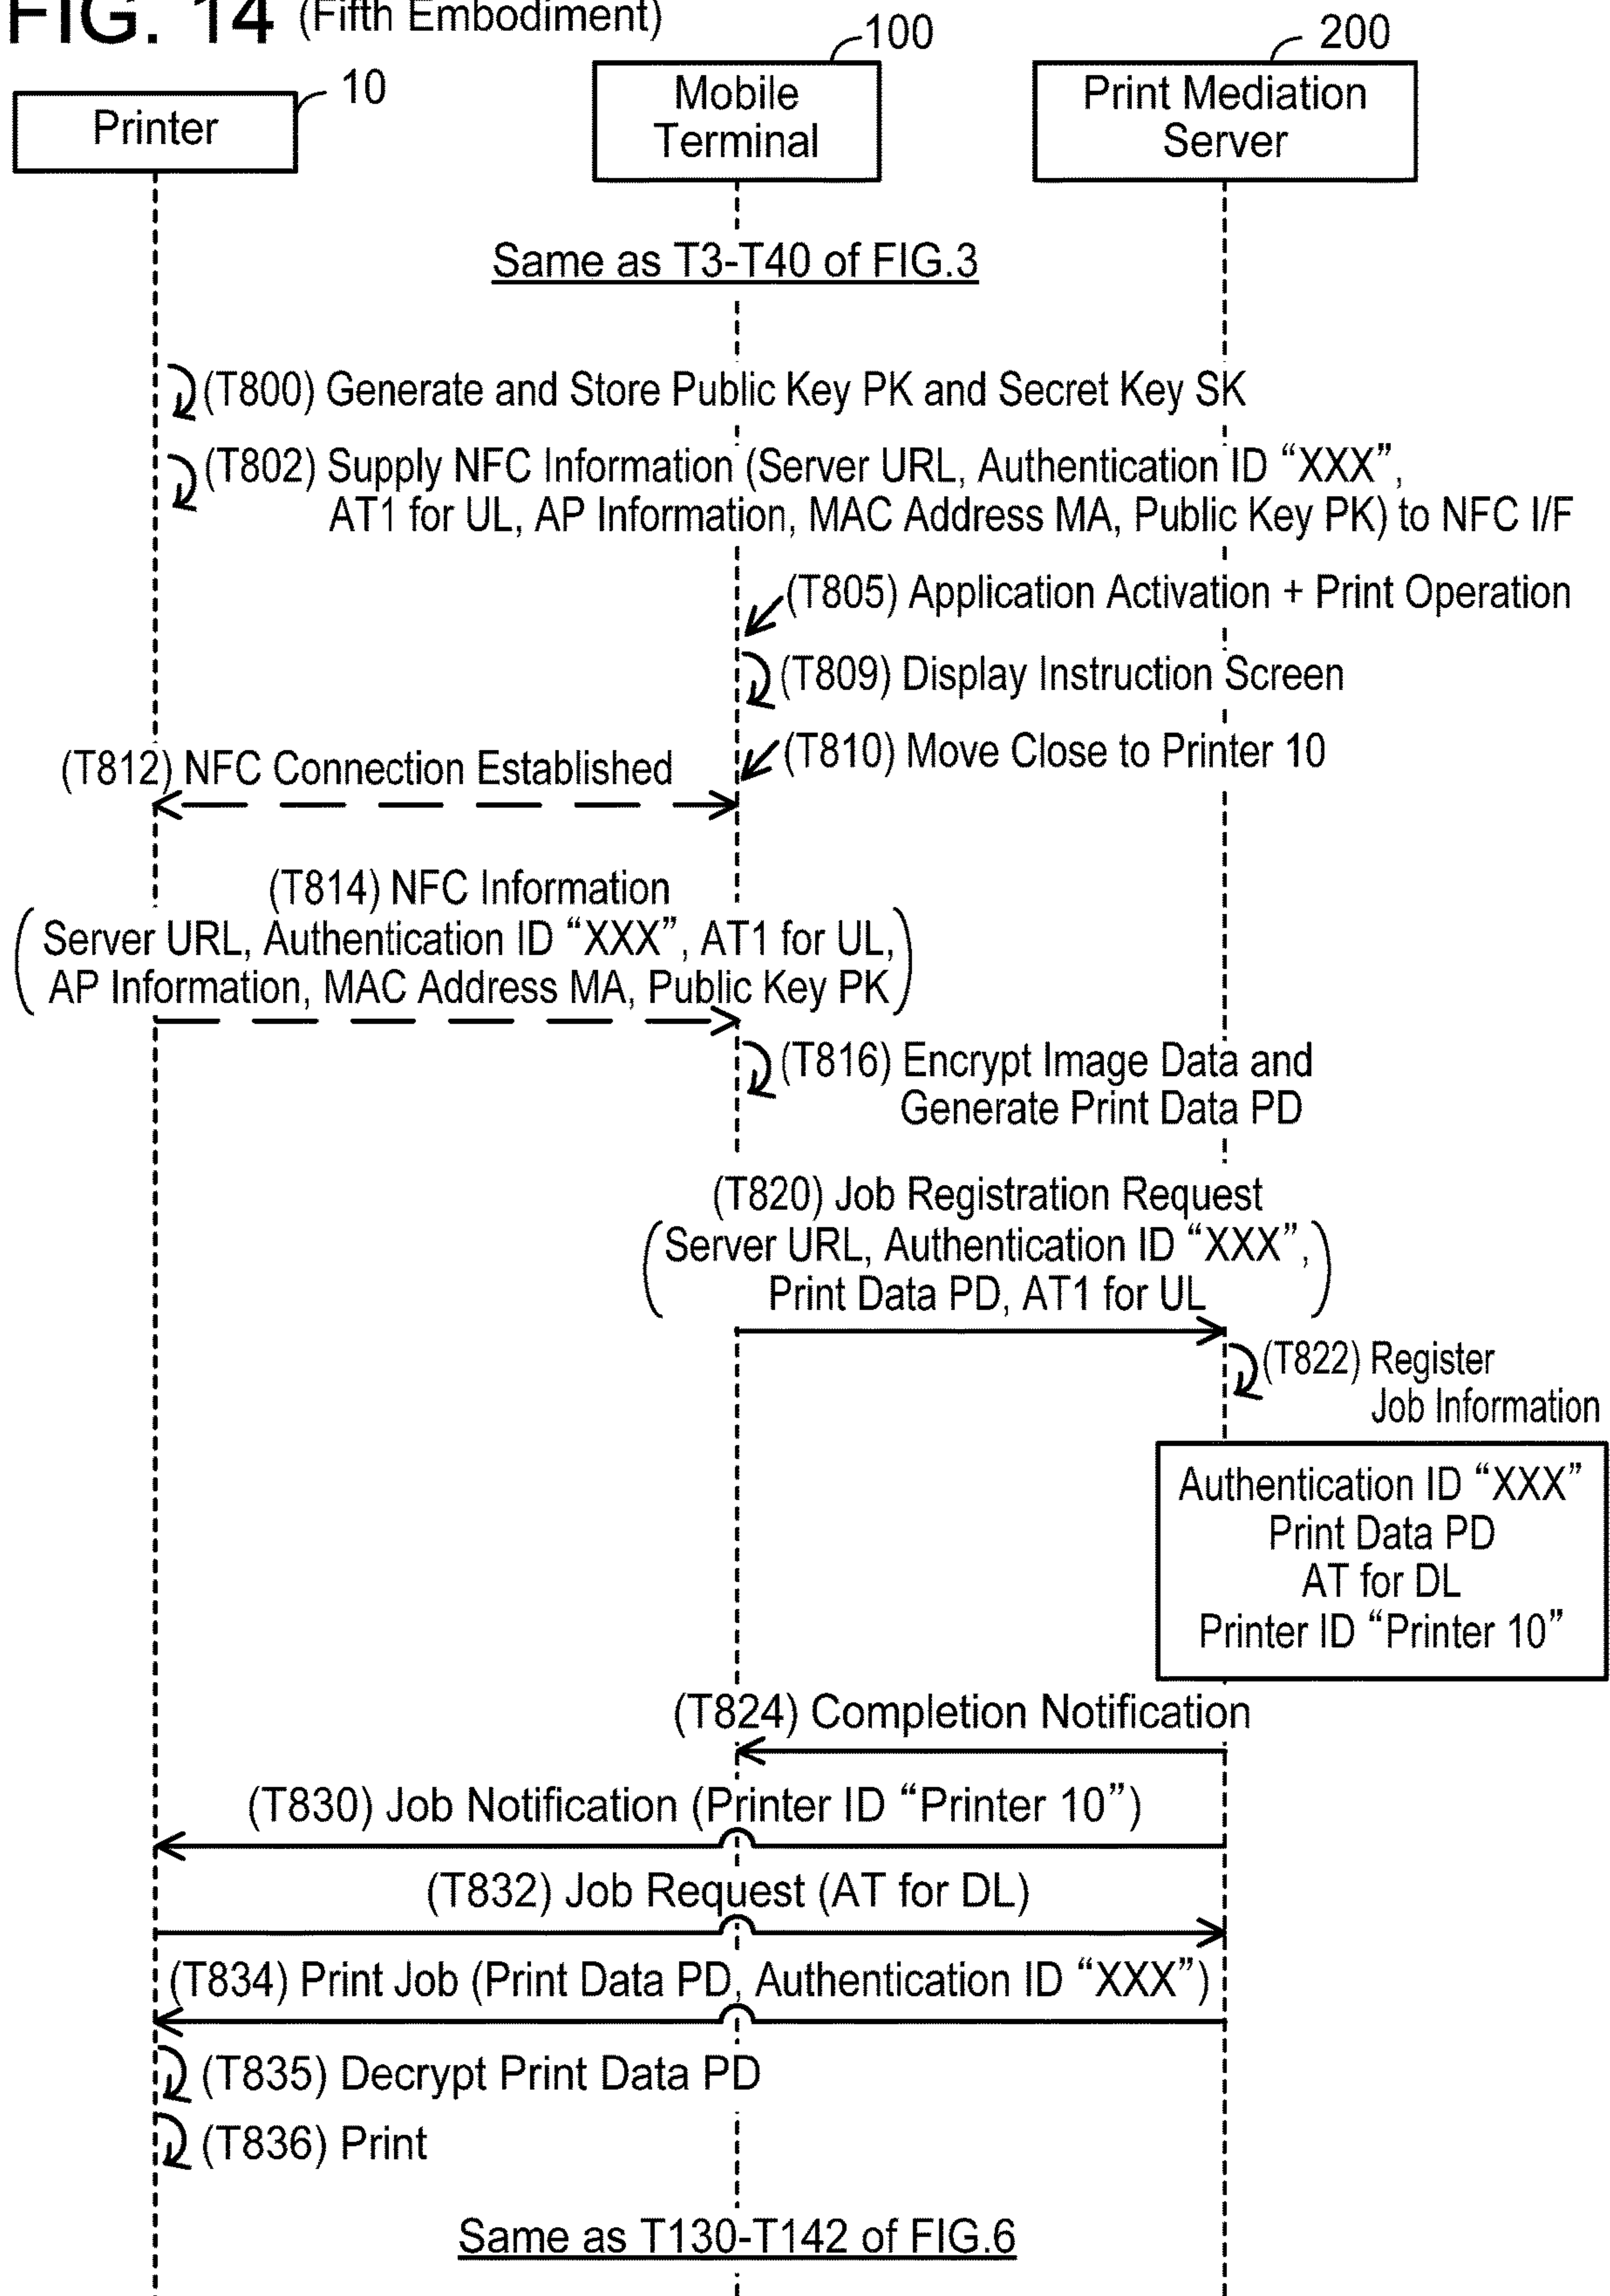 FIG. 14 (Fifth Embodiment)
100
200
10
Printer
Mobile
Terminal
Print Mediation
Server
Same as T3-T40 of FIG.3
(T800) Generate and Store Public Key PK and Secret Key SK
(T802) Supply NFC Information (Server URL, Authentication ID “XXX”,
AT1 for UL, AP Information, MAC Address MA, Public Key PK) to NFC I/F
(T805) Application Activation + Print Operation
(T809) Display Instruction Screen
(T810) Move Close to Printer 10
(T812) NFC Connection Established
(T814) NFC Information
(Server URL, Authentication ID “XXX”, AT1 for UL,
AP Information, MAC Address MA, Public Key PK)
(T816) Encrypt Image Data and
Generate Print Data PD
(T820) Job Registration Request
(Server URL, Authentication ID “XXX”,
Print Data PD, AT1 for UL)
(T822) Register
Job Information
Authentication ID “XXX”
Print Data PD
AT for DL
Printer ID “Printer 10”
(T824) Completion Notification
(T830) Job Notification (Printer ID “Printer 10”)
(T832) Job Request (AT for DL)
(T834) Print Job (Print Data PD, Authentication ID “XXX”)
(T835) Decrypt Print Data PD
(T836) Print
Same as T130-T142 of FIG.6